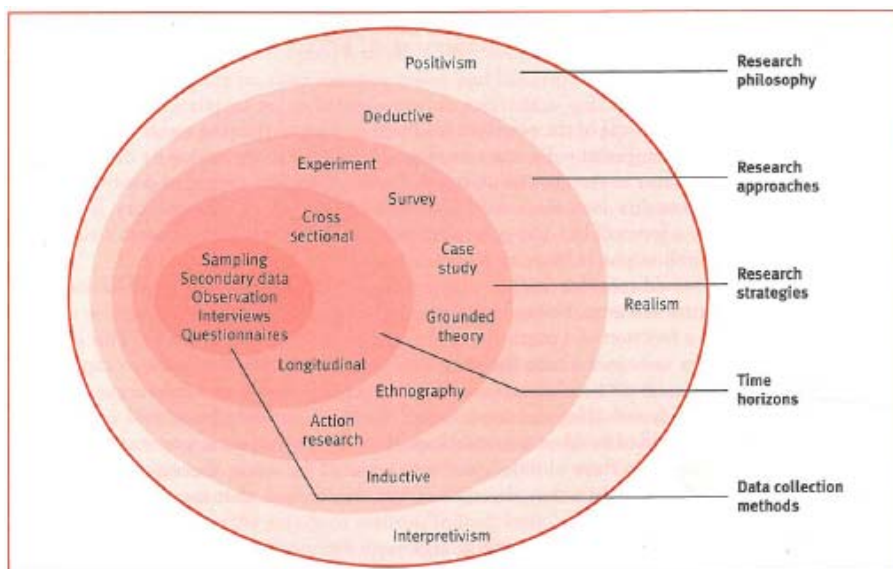 Positivism
Research
philosophy
Deductive
Experiment
Research
approaches
Survey
Cross
sectional
Case
study
Sampling
Secondary data
Observation
Interviews
Questionnaires
Research
strategies
Realism
Grounded
theory
Longitudinal
Time
horizons
Ethnography
Action
research
Inductive
Data collection
methods
Interpretivism